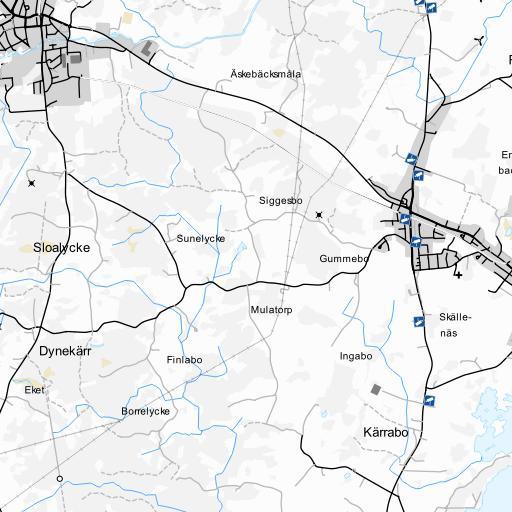 Äskebäcksmåla
Siggesbo
Sunelycke
Sloalycke
Gummebo
Mulatorp
Skälle-
näs
Dynekärr
Finlabo
Ingabo
Eket
Borrelycke
Kärrabo